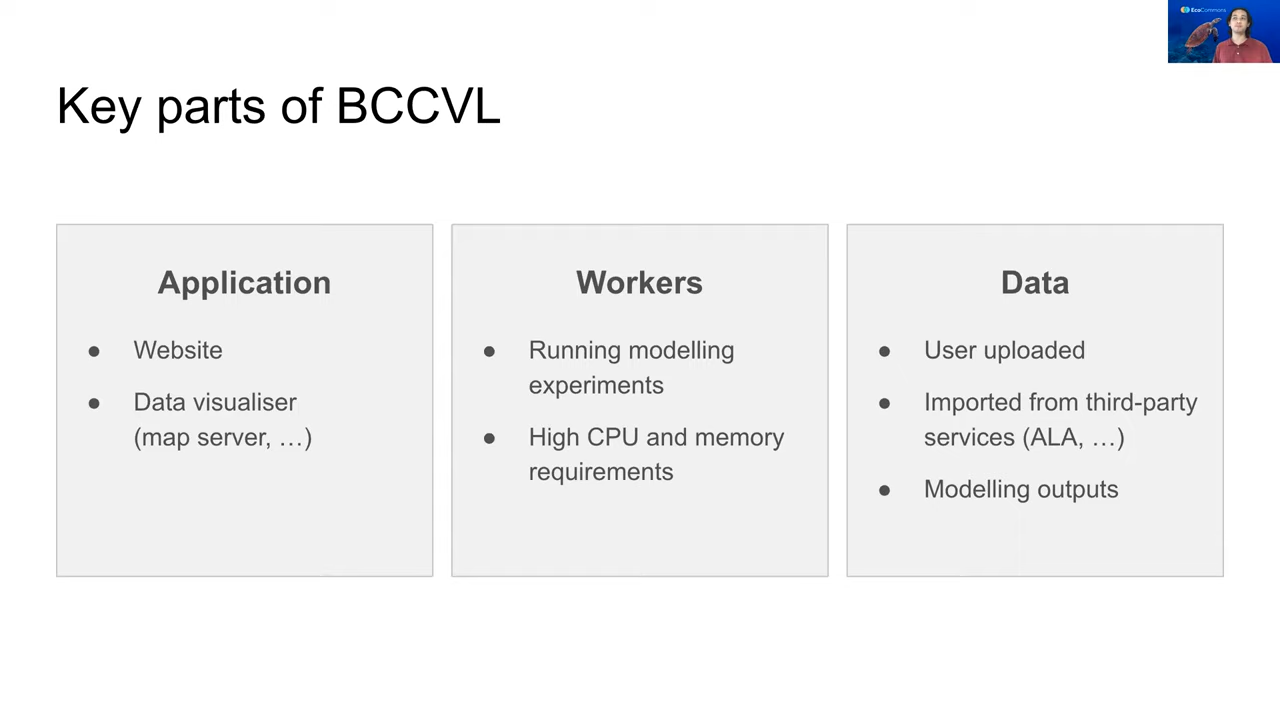 EcoCommons
Key parts of BCCVL
Application
● Website
● Data visualiser
(map server, …)
Workers
● Running modelling
experiments
● High CPU and memory
requirements
Data
● User uploaded
● Imported from third-party
services (ALA, …)
● Modelling outputs